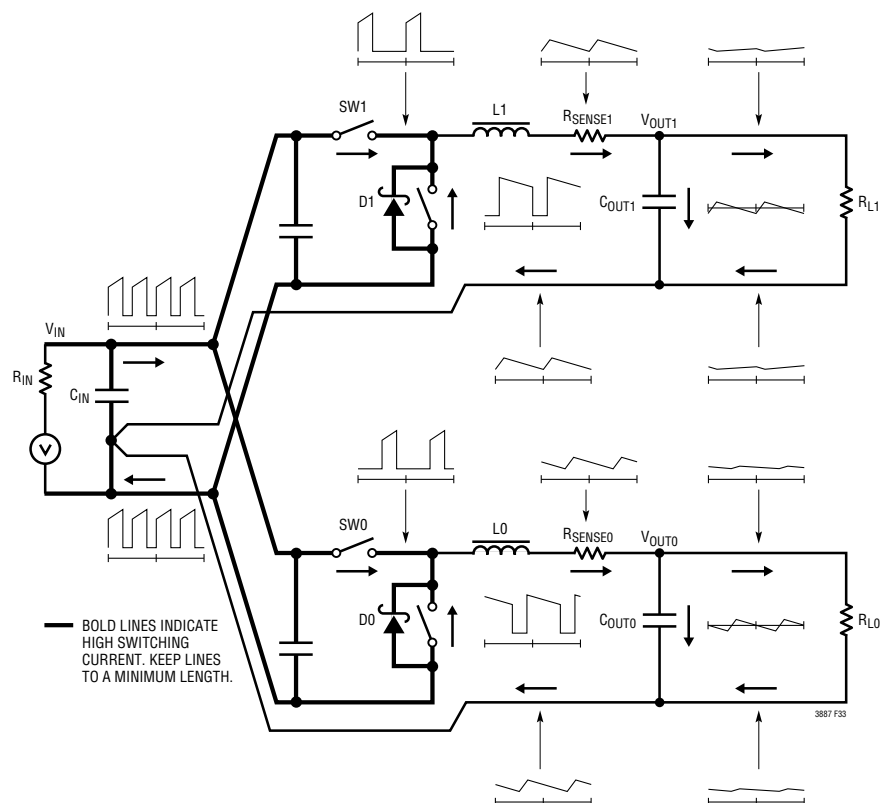 SW1
L1
RSENSE1
VOUT1
D1
COUT1
RL1
VIN
RIN
CIN
V
SW0
L0
RSENSE0
VOUT0
D0
COUT0
RL0
BOLD LINES INDICATE
HIGH SWITCHING
CURRENT. KEEP LINES
TO A MINIMUM LENGTH.
3887 F33